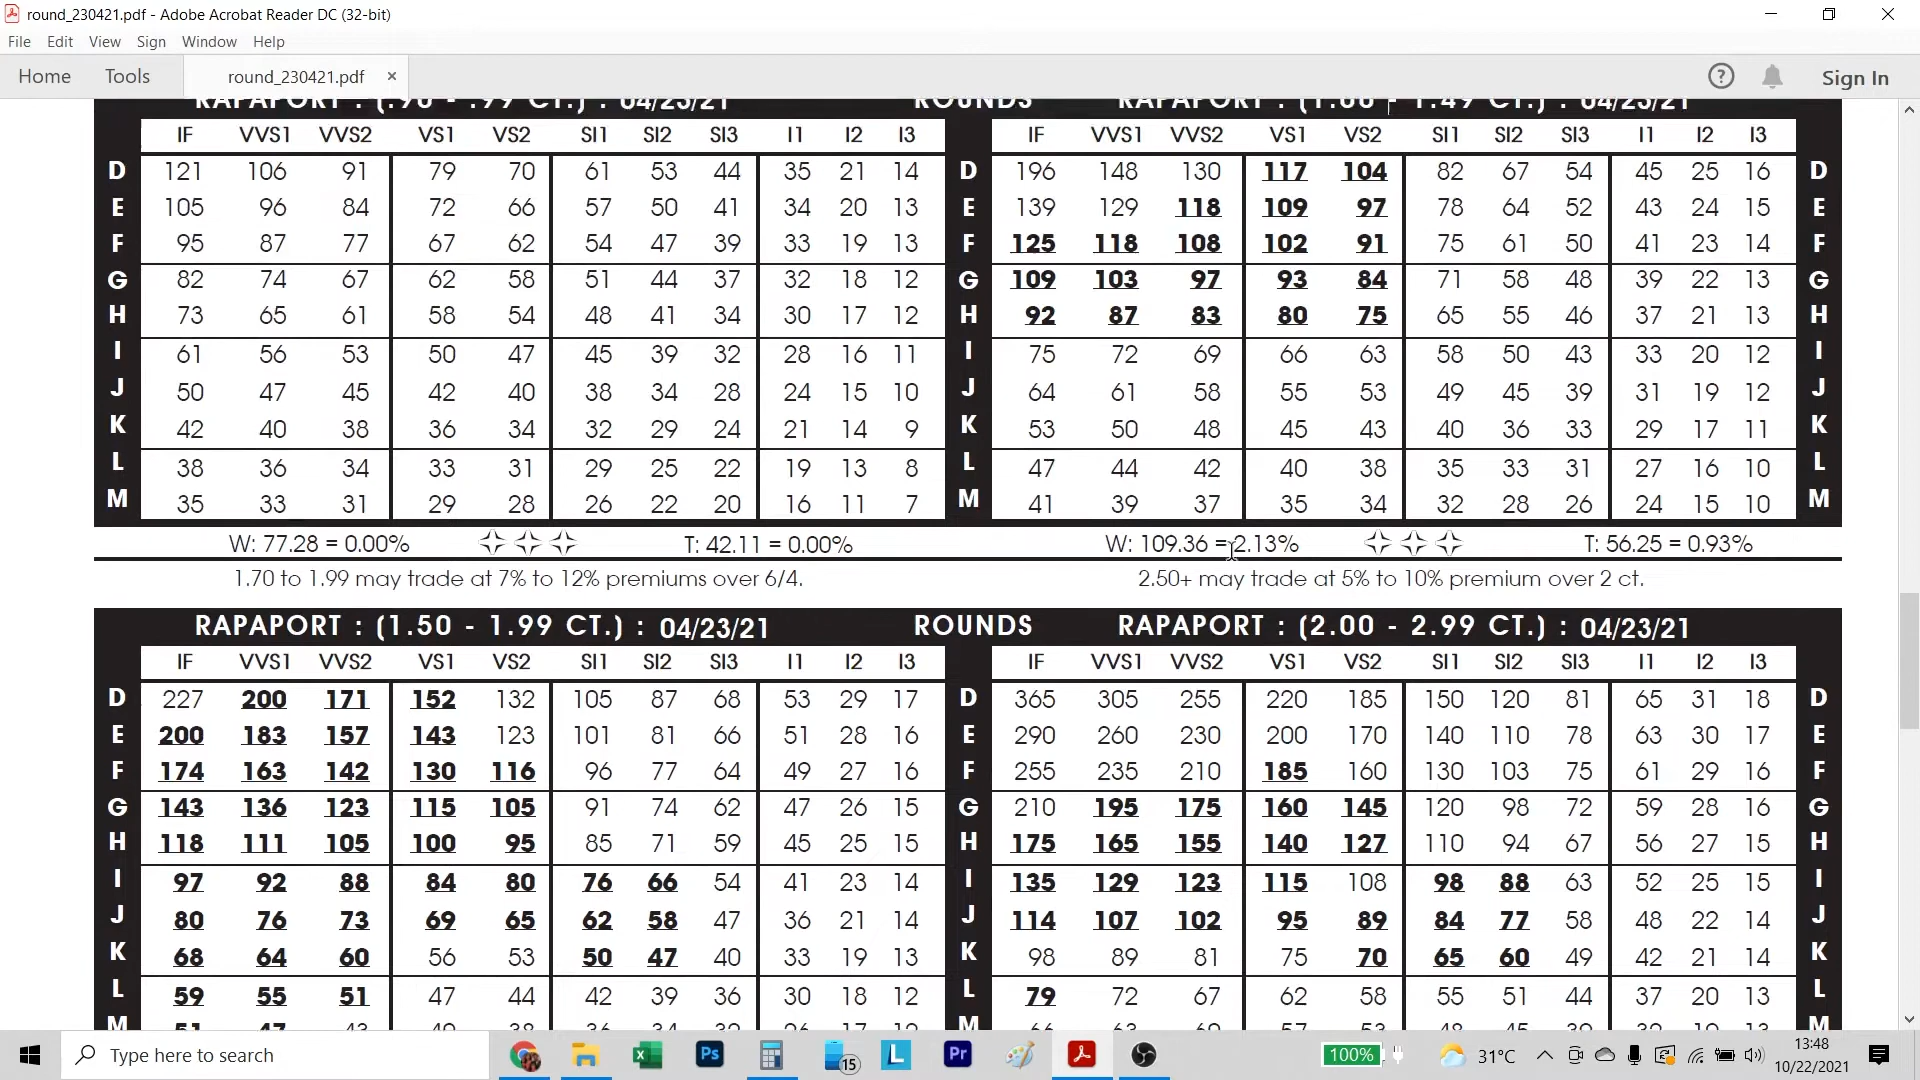 round_230421.pdf - Adobe Acrobat Reader DC (32-bit)
File Edit View Sign Window Help
Home Tools round_230421.pdf × Sign In
RAPAPORT : (.90 - .99 CT.) : 04/23/21 ROUNDS RAPAPORT : (1.00 - 1.49 CT.) : 04/23/21
IF VVS1 VVS2 VS1 VS2 SI1 SI2 SI3 I1 I2 I3 IF VVS1 VVS2 VS1 VS2 SI1 SI2 SI3 I1 I2 I3
D 121 106 91 79 70 61 53 44 35 21 14 D 196 148 130 117 104 82 67 54 45 25 16 D
E 105 96 84 72 66 57 50 41 34 20 13 E 139 129 118 109 97 78 64 52 43 24 15 E
F 95 87 77 67 62 54 47 39 33 19 13 F 125 118 108 102 91 75 61 50 41 23 14 F
G 82 74 67 62 58 51 44 37 32 18 12 G 109 103 97 93 84 71 58 48 39 22 13 G
H 73 65 61 58 54 48 41 34 30 17 12 H 92 87 83 80 75 65 55 46 37 21 13 H
I 61 56 53 50 47 45 39 32 28 16 11 I 75 72 69 66 63 58 50 43 33 20 12 I
J 50 47 45 42 40 38 34 28 24 15 10 J 64 61 58 55 53 49 45 39 31 19 12 J
K 42 40 38 36 34 32 29 24 21 14 9 K 53 50 48 45 43 40 36 33 29 17 11 K
L 38 36 34 33 31 29 25 22 19 13 8 L 47 44 42 40 38 35 33 31 27 16 10 L
M 35 33 31 29 28 26 22 20 16 11 7 M 41 39 37 35 34 32 28 26 24 15 10 M
W: 77.28 = 0.00% T: 42.11 = 0.00% W: 109.36 = 2.13% T: 56.25 = 0.93%
1.70 to 1.99 may trade at 7% to 12% premiums over 6/4. 2.50+ may trade at 5% to 10% premium over 2 ct.
RAPAPORT : (1.50 - 1.99 CT.) : 04/23/21 ROUNDS RAPAPORT : (2.00 - 2.99 CT.) : 04/23/21
IF VVS1 VVS2 VS1 VS2 SI1 SI2 SI3 I1 I2 I3 IF VVS1 VVS2 VS1 VS2 SI1 SI2 SI3 I1 I2 I3
D 227 200 171 152 132 105 87 68 53 29 17 D 365 305 255 220 185 150 120 81 65 31 18 D
E 200 183 157 143 123 101 81 66 51 28 16 E 290 260 230 200 170 140 110 78 63 30 17 E
F 174 163 142 130 116 96 77 64 49 27 16 F 255 235 210 185 160 130 103 75 61 29 16 F
G 143 136 123 115 105 91 74 62 47 26 15 G 210 195 175 160 145 120 98 72 59 28 16 G
H 118 111 105 100 95 85 71 59 45 25 15 H 175 165 155 140 127 110 94 67 56 27 15 H
I 97 92 88 84 80 76 66 54 41 23 14 I 135 129 123 115 108 98 88 63 52 25 15 I
J 80 76 73 69 65 62 58 47 36 21 14 J 114 107 102 95 89 84 77 58 48 22 14 J
K 68 64 60 56 53 50 47 40 33 19 13 K 98 89 81 75 70 65 60 49 42 21 14 K
L 59 55 51 47 44 42 39 36 30 18 12 L 79 72 67 62 58 55 51 44 37 20 13 L
M M M
Type here to search Ps 15 L Pr 100% 31°C 13:48
10/22/2021